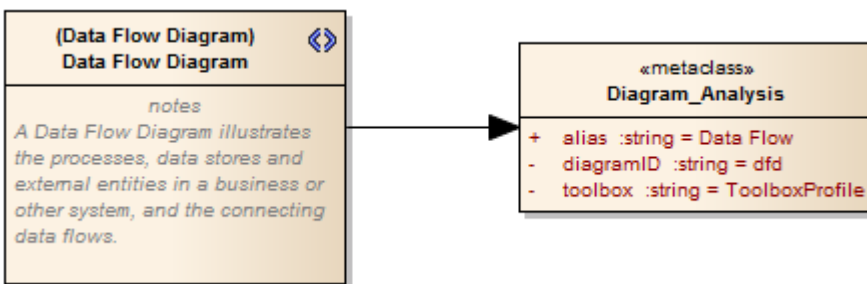 (Data Flow Diagram)
Data Flow Diagram
notes
A Data Flow Diagram illustrates
the processes, data stores and
external entities in a business or
other system, and the connecting
data flows.
«metaclass»
Diagram_Analysis
+ alias :string = Data Flow
- diagramID :string = dfd
- toolbox :string = ToolboxProfile